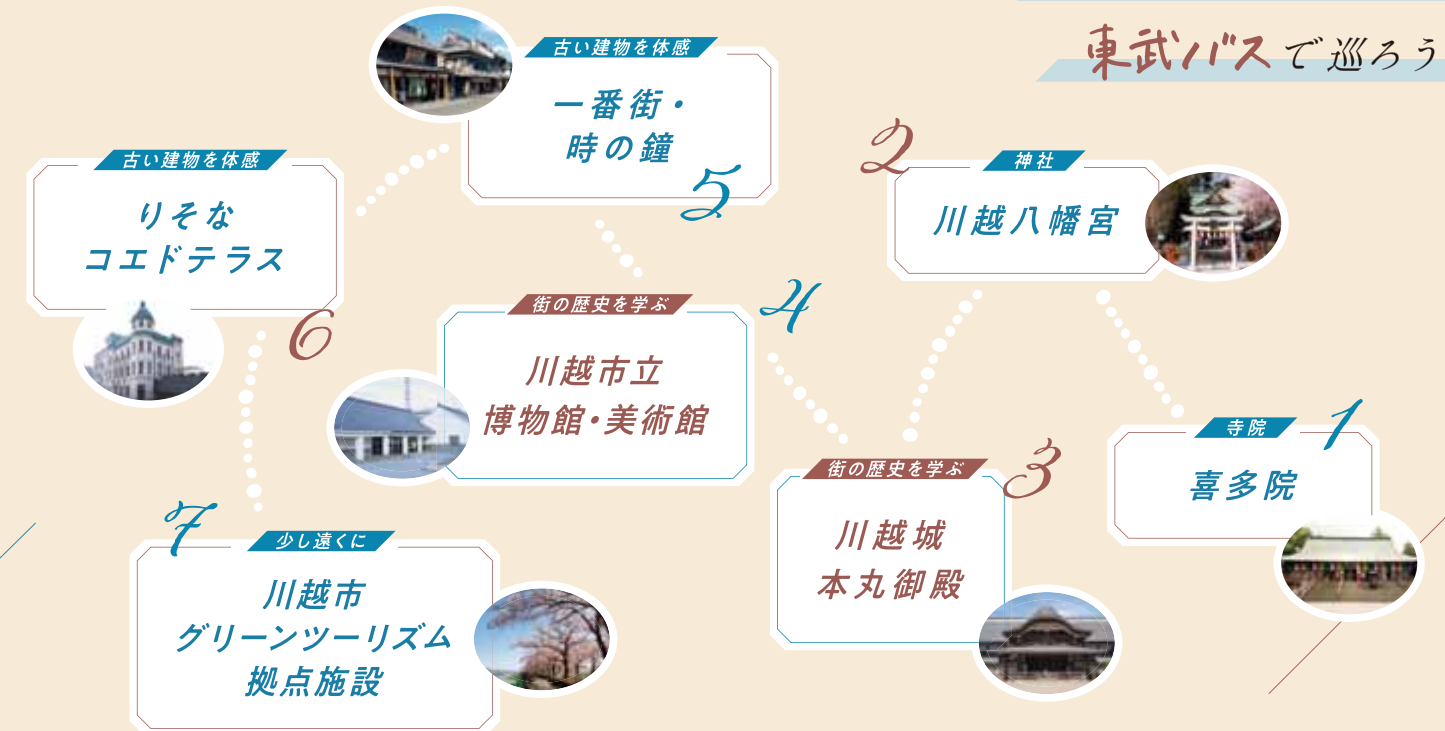 東武バスで巡ろう
1
寺院
喜多院
2
神社
川越八幡宮
3
街の歴史を学ぶ
川越城
本丸御殿
4
街の歴史を学ぶ
川越市立
博物館・美術館
5
古い建物を体感
一番街・
時の鐘
6
古い建物を体感
りそな
コエドテラス
7
少し遠くに
川越市
グリーンツーリズム
拠点施設